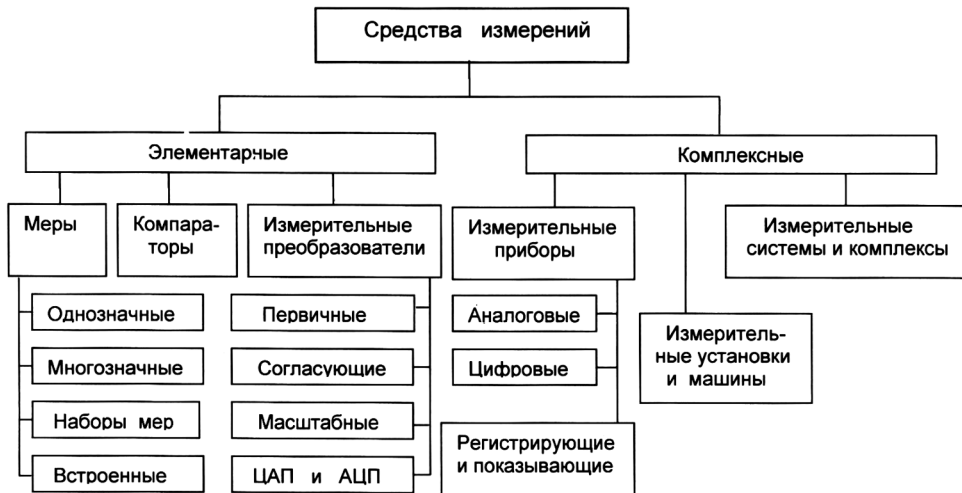 Средства измерений
Элементарные
Комплексные
Меры
Компара-
торы
Измерительные
преобразователи
Измерительные
приборы
Измерительные
системы и комплексы
Однозначные
Многозначные
Наборы мер
Встроенные
Первичные
Согласующие
Масштабные
ЦАП и АЦП
Аналоговые
Цифровые
Регистрирующие
и показывающие
Измеритель-
ные установки
и машины